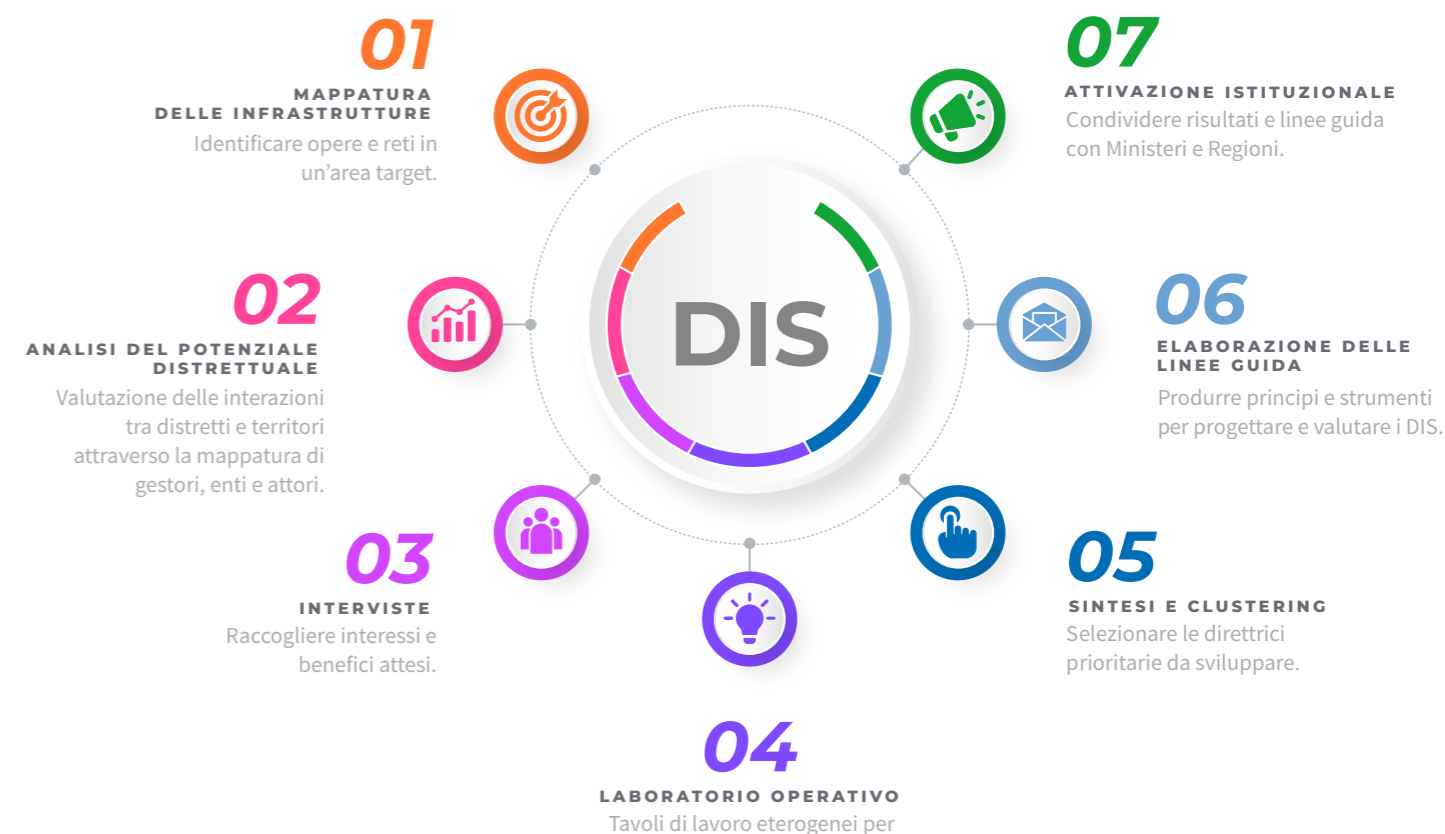 01
MAPPATURA
DELLE INFRASTRUTTURE
Identificare opere e reti in
un’area target.
02
ANALISI DEL POTENZIALE
DISTRETTUALE
Valutazione delle interazioni
tra distretti e territori
attraverso la mappatura di
gestori, enti e attori.
03
INTERVISTE
Raccogliere interessi e
benefici attesi.
04
LABORATORIO OPERATIVO
Tavoli di lavoro eterogenei per
05
SINTESI E CLUSTERING
Selezionare le direttrici
prioritarie da sviluppare.
06
ELABORAZIONE DELLE
LINEE GUIDA
Produrre principi e strumenti
per progettare e valutare i DIS.
07
ATTIVAZIONE ISTITUZIONALE
Condividere risultati e linee guida
con Ministeri e Regioni.
DIS